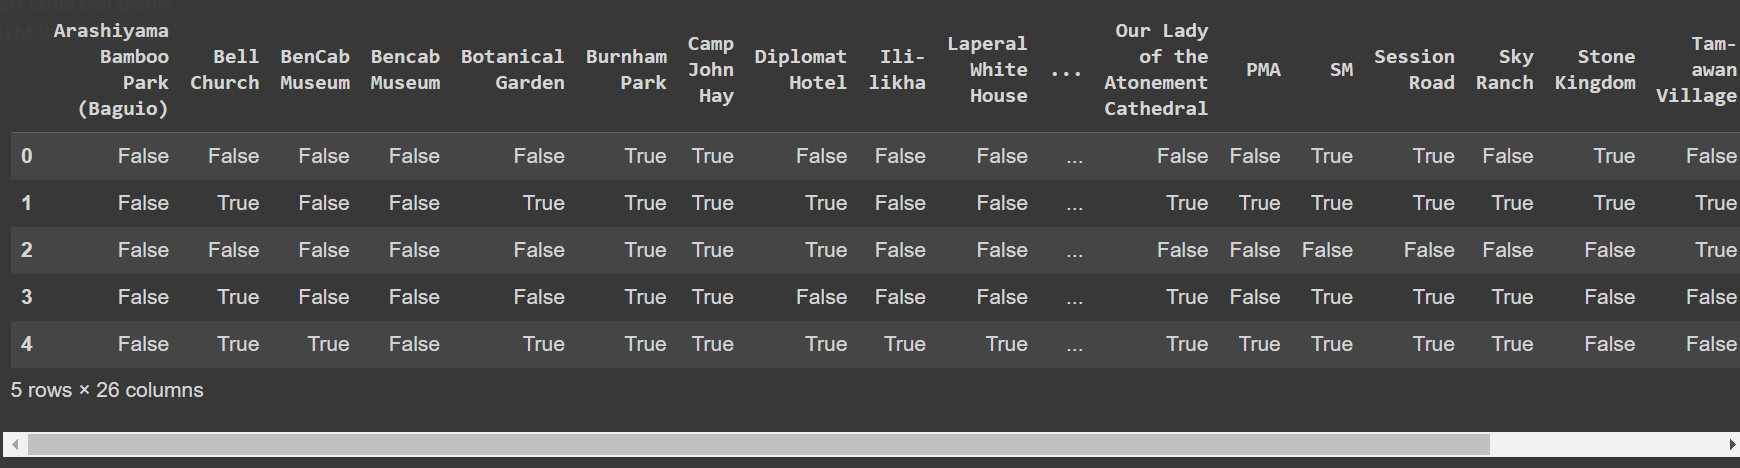 Arashiyama Bamboo Park (Baguio) Bell Church BenCab Museum Bencab Museum Botanical Garden Burnham Park Camp John Hay Diplomat Hotel Ili-likha Laperal White House ... Our Lady of the Atonement Cathedral PMA SM Session Road Sky Ranch Stone Kingdom Tam-awan Village
0 False False False False False True True False False False ... False False True True False True False
1 False True False False True True True True False False ... True True True True True True True
2 False False False False False True True True False False ... False False False False False False True
3 False True False False False True True False False False ... True False True True True False False
4 False True True False True True True True True True ... True True True True True False False
5 rows × 26 columns